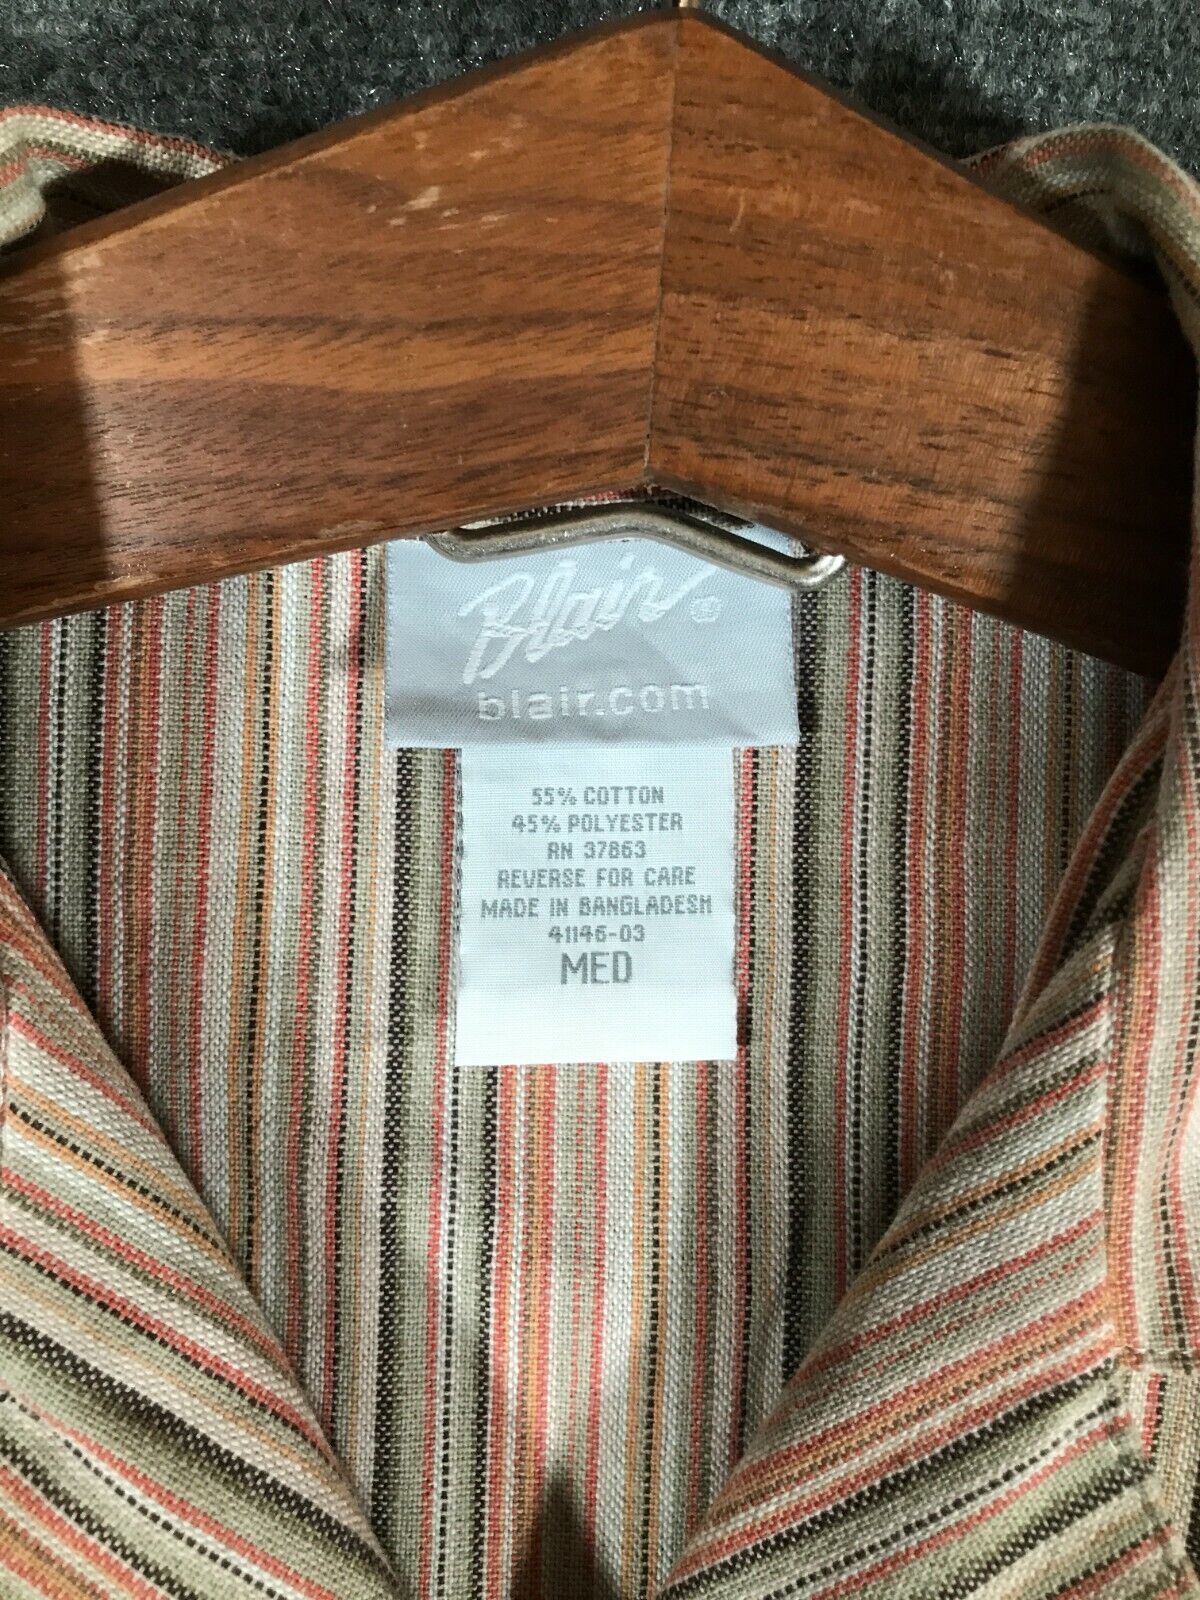 Blair®
blair.com
55% COTTON
45% POLYESTER
RN 37863
REVERSE FOR CARE
MADE IN BANGLADESH
41146-03
MED